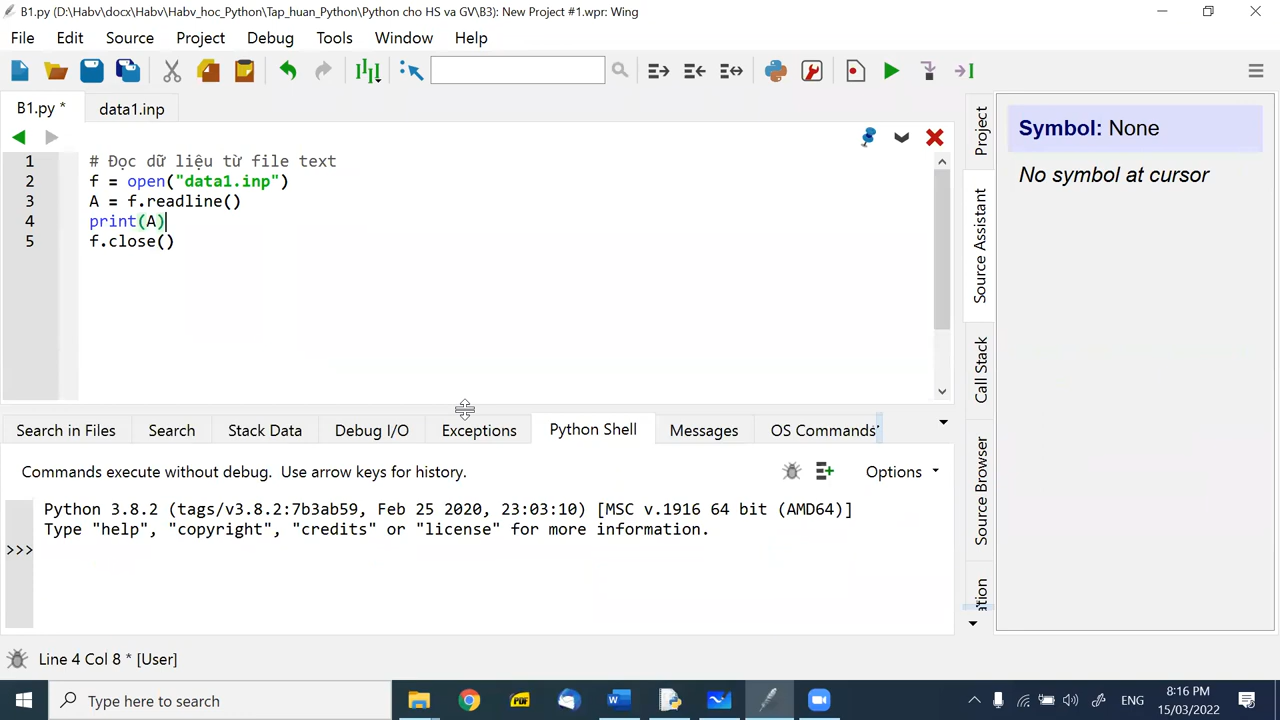 B1.py (D:\Habv\docx\Habv\Habv_hoc_Python\Tap_huan_Python\Python cho HS va GV\B3): New Project #1.wpr: Wing
File Edit Source Project Debug Tools Window Help
B1.py * data1.inp
1 # Đọc dữ liệu từ file text
2 f = open("data1.inp")
3 A = f.readline()
4 print(A)
5 f.close()
Project
Source Assistant
Call Stack
Source Browser
Symbol: None
No symbol at cursor
Search in Files Search Stack Data Debug I/O Exceptions Python Shell Messages OS Commands
Commands execute without debug. Use arrow keys for history.
Options
Python 3.8.2 (tags/v3.8.2:7b3ab59, Feb 25 2020, 23:03:10) [MSC v.1916 64 bit (AMD64)]
Type "help", "copyright", "credits" or "license" for more information.
>>>
Line 4 Col 8 * [User]
Type here to search
PDF
ENG
8:16 PM
15/03/2022